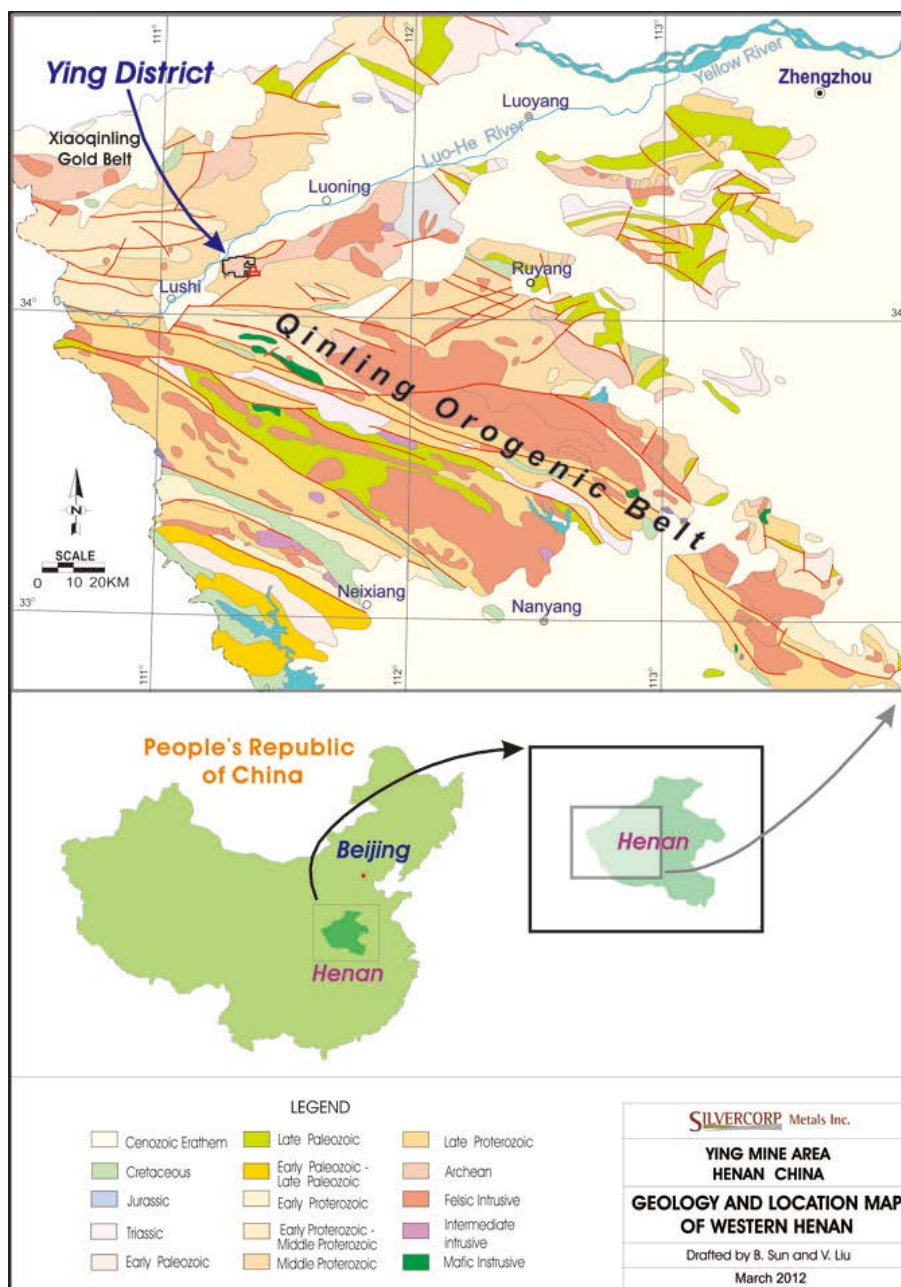 111°
112°
113°
Ying District
Yellow River
Zhengzhou
Luoyang
Xiaoqinling
Gold Belt
Luo-He River
Luoning
Ruyang
Lushi
34°
34
Qinling Orogenic Belt
N
SCALE
0 10 20KM
Neixiang
33°
Nanyang
111°
112°
113°
People's Republic
of China
Beijing
Henan
Henan
LEGEND
Cenozoic Erathem
Cretaceous
Jurassic
Triassic
Early Paleozoic
Late Paleozoic
Early Paleozoic -
Late Paleozoic
Early Proterozoic
Early Proterozoic -
Middle Proterozoic
Middle Proterozoic
Late Proterozoic
Archean
Felsic Intrusive
Intermediate
intrusive
Mafic Instrusive
SILVERCORP Metals Inc.
YING MINE AREA
HENAN CHINA
GEOLOGY AND LOCATION MAP
OF WESTERN HENAN
Drafted by B. Sun and V. Liu
March 2012